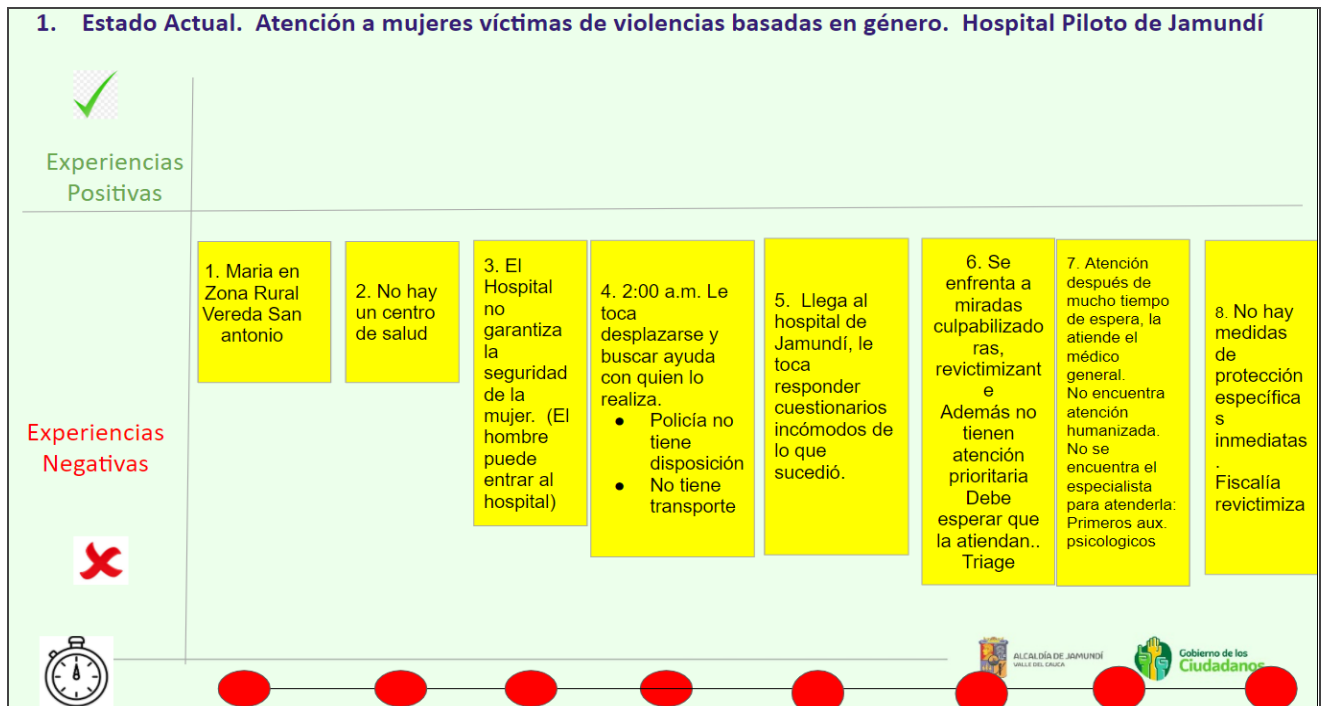 1. Estado Actual. Atención a mujeres víctimas de violencias basadas en género. Hospital Piloto de Jamundí
Experiencias
Positivas
Experiencias
Negativas
1. Maria en
Zona Rural
Vereda San
antonio
2. No hay
un centro
de salud
3. El
Hospital
no
garantiza
la
seguridad
de la
mujer. (El
hombre
puede
entrar al
hospital)
4. 2:00 a.m. Le
toca
desplazarse y
buscar ayuda
con quien lo
realiza.
● Policía no
tiene
disposición
● No tiene
transporte
5. Llega al
hospital de
Jamundí, le
toca
responder
cuestionarios
incómodos de
lo que
sucedió.
6. Se
enfrenta a
miradas
culpabilizado
ras,
revictimizant
e
Además no
tienen
atención
prioritaria
Debe
esperar que
la atiendan..
Triage
7. Atención
después de
mucho tiempo
de espera, la
atiende el
médico
general.
No encuentra
atención
humanizada.
No se
encuentra el
especialista
para atenderla:
Primeros aux.
psicologicos
8. No hay
medidas
de
protección
específica
s
inmediatas
.
Fiscalía
revictimiza
ALCALDÍA DE JAMUNDÍ
VALLE DEL CAUCA
Gobierno de los
Ciudadanos